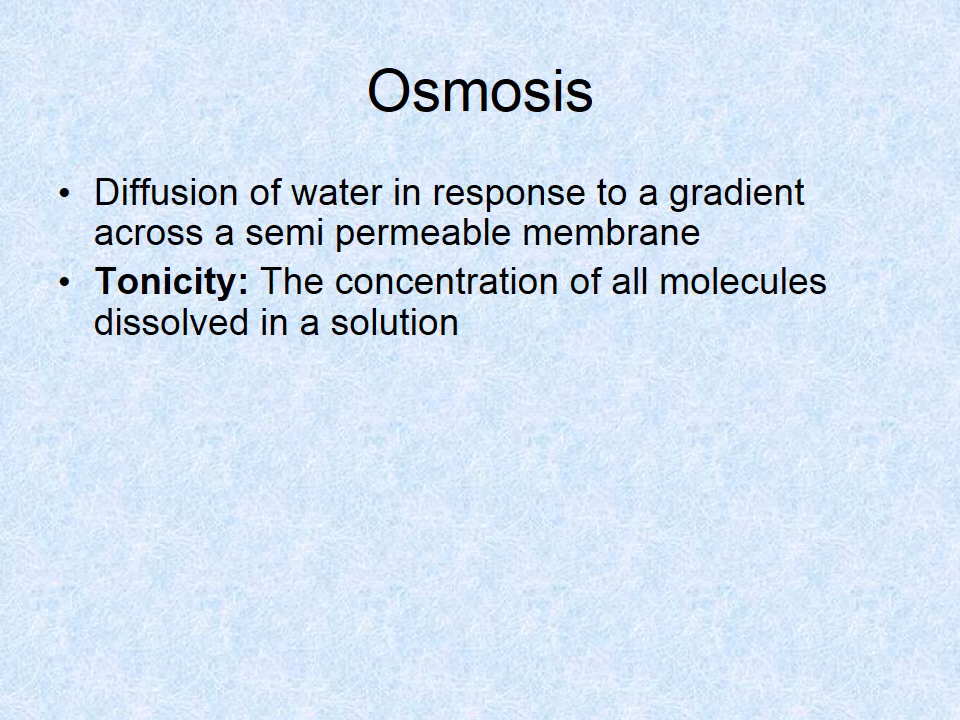 Osmosis
• Diffusion of water in response to a gradient
across a semi permeable membrane
• Tonicity: The concentration of all molecules
dissolved in a solution